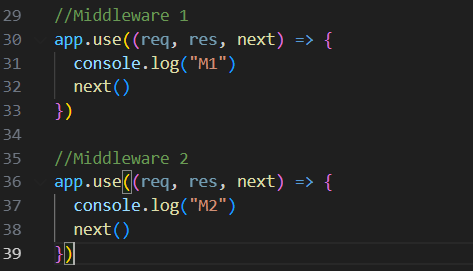 29 //Middleware 1
30 app.use((req, res, next) => {
31   console.log("M1")
32   next()
33 })
34
35 //Middleware 2
36 app.use((req, res, next) => {
37   console.log("M2")
38   next()
39 })